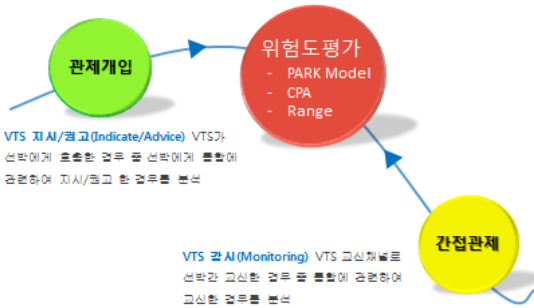 관제개입
위험도평가
- PARK Model
- CPA
- Range
VTS 지시/권고(Indicate/Advice) VTS가
선박에게 호출한 경우 중 선박에게 통항에
관련하여 지시/권고 한 경우를 분석
간접관제
VTS 감시(Monitoring) VTS 교신채널로
선박간 교신한 경우 중 통항에 관련하여
교신한 경우를 분석